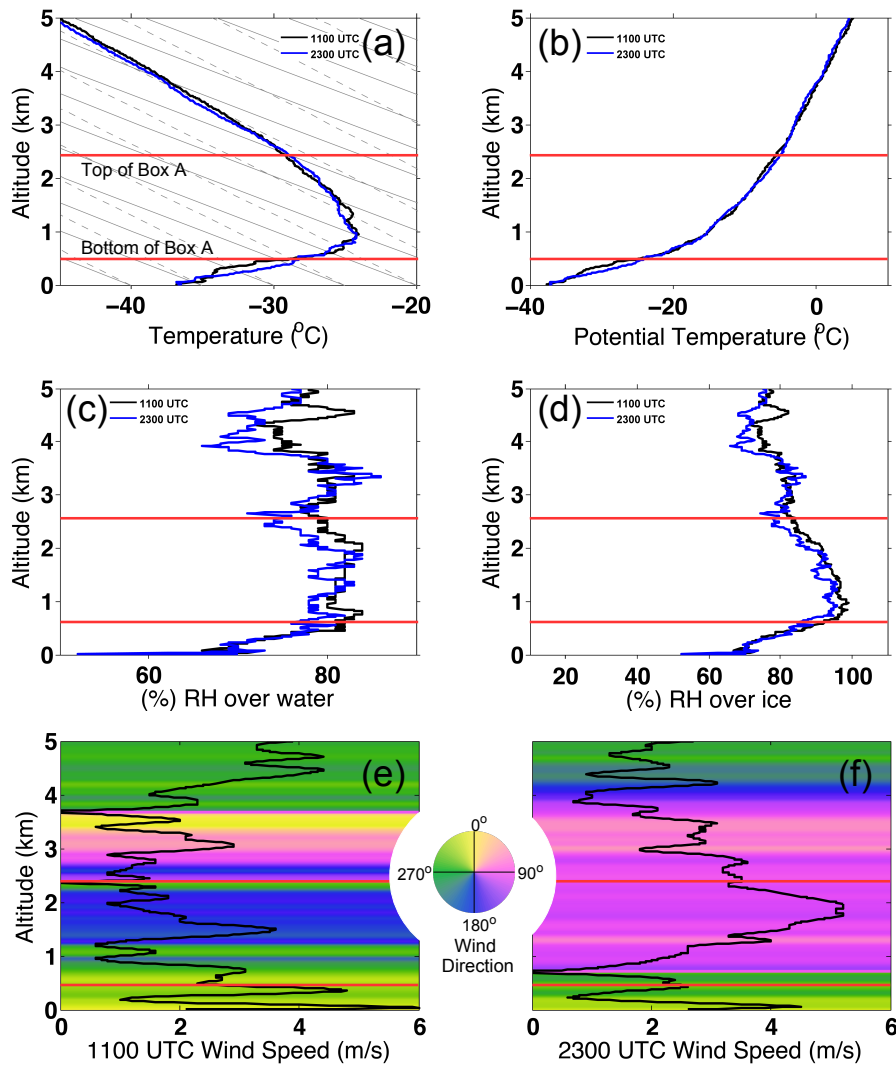 5
4
3
2
1
0
Altitude (km)
1100 UTC
2300 UTC
(a)
Top of Box A
Bottom of Box A
−40
−30
−20
Temperature (°C)
5
4
3
2
1
0
Altitude (km)
(b)
1100 UTC
2300 UTC
−40
−20
0
Potential Temperature (°C)
5
4
3
2
1
0
Altitude (km)
(c)
1100 UTC
2300 UTC
60
80
(%) RH over water
5
4
3
2
1
0
Altitude (km)
(d)
1100 UTC
2300 UTC
20
40
60
80
100
(%) RH over ice
5
4
3
2
1
0
Altitude (km)
(e)
0
2
4
6
1100 UTC Wind Speed (m/s)
0°
270°
90°
180°
Wind
Direction
(f)
0
2
4
6
2300 UTC Wind Speed (m/s)